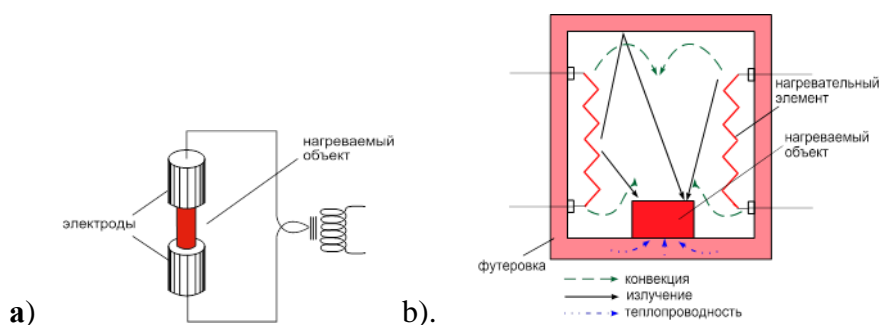 нагреваемый
объект
электроды
a)
нагревательный
элемент
нагреваемый
объект
футеровка
конвекция
излучение
теплопроводность
b).